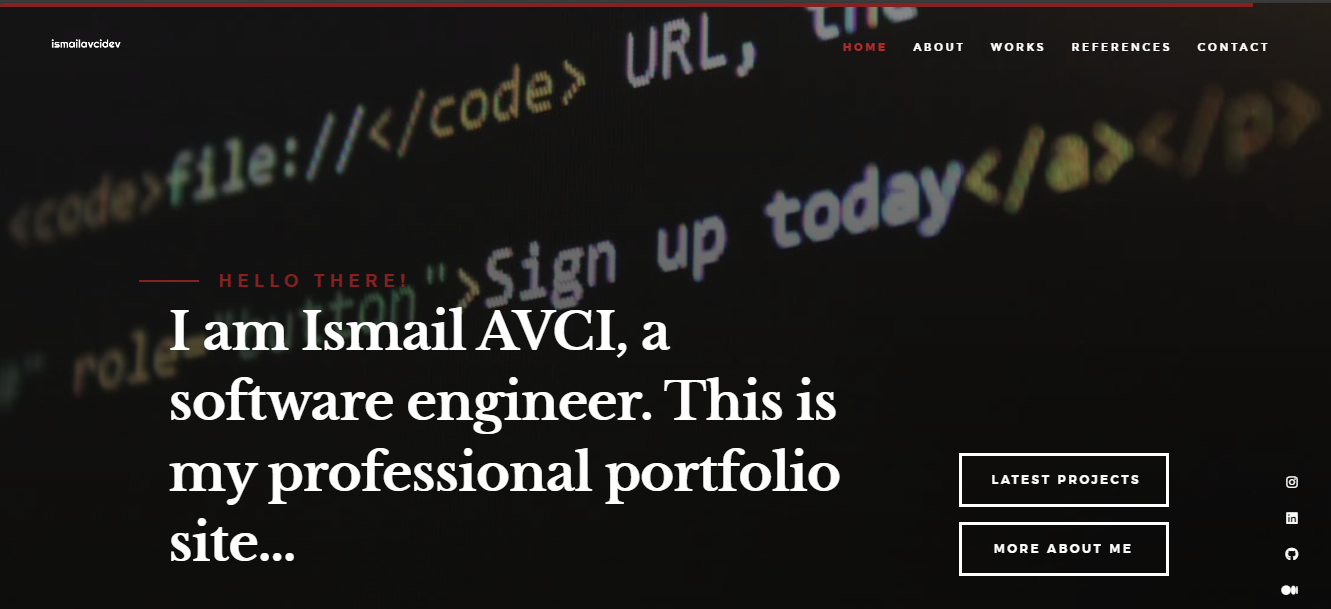 ismailavcidev
HOME ABOUT WORKS REFERENCES CONTACT
URL, the
<code>file://</code>
>Sign up today</a></p>
role="button"
HELLO THERE!
I am Ismail AVCI, a
software engineer. This is
my professional portfolio
site...
LATEST PROJECTS
MORE ABOUT ME
in